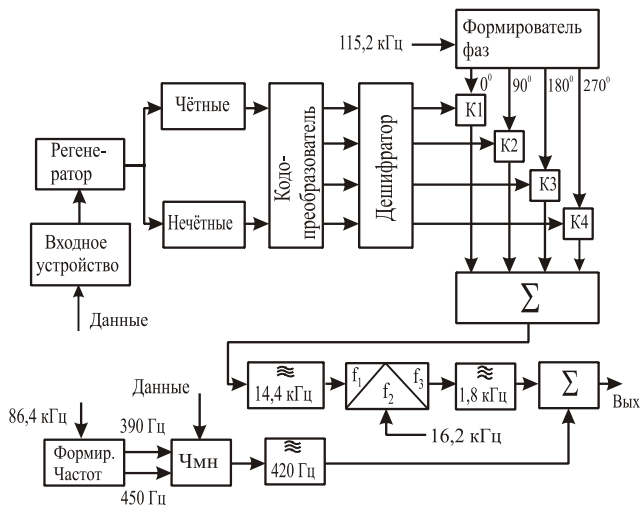 Формирователь
фаз
115,2 кГц
0⁰
90⁰
180⁰
270⁰
Чётные
К1
К2
Регене-
ратор
Кодо-
преобразователь
Дешифратор
К3
Нечётные
К4
Входное
устройство
Σ
Данные
Данные
14,4 кГц
f₁
f₂
f₃
1,8 кГц
Σ
Вых
86,4 кГц
390 Гц
16,2 кГц
Формир.
Частот
Чмн
420 Гц
450 Гц